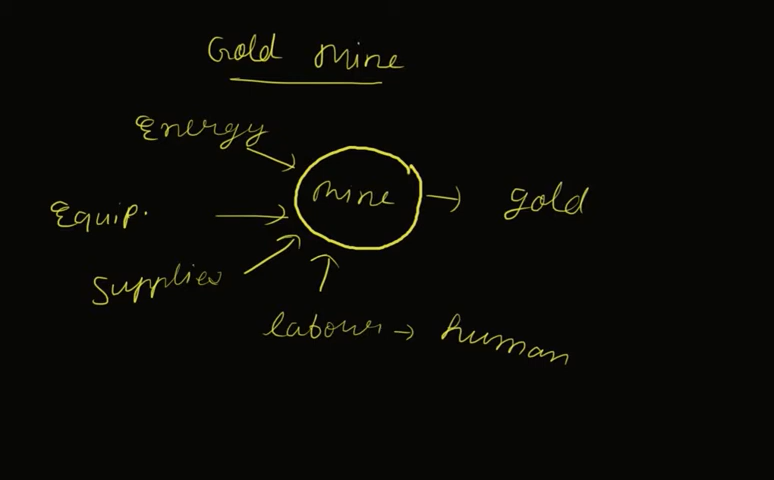 Gold mine
Energy
mine → gold
Equip.
Supplies
labour → human